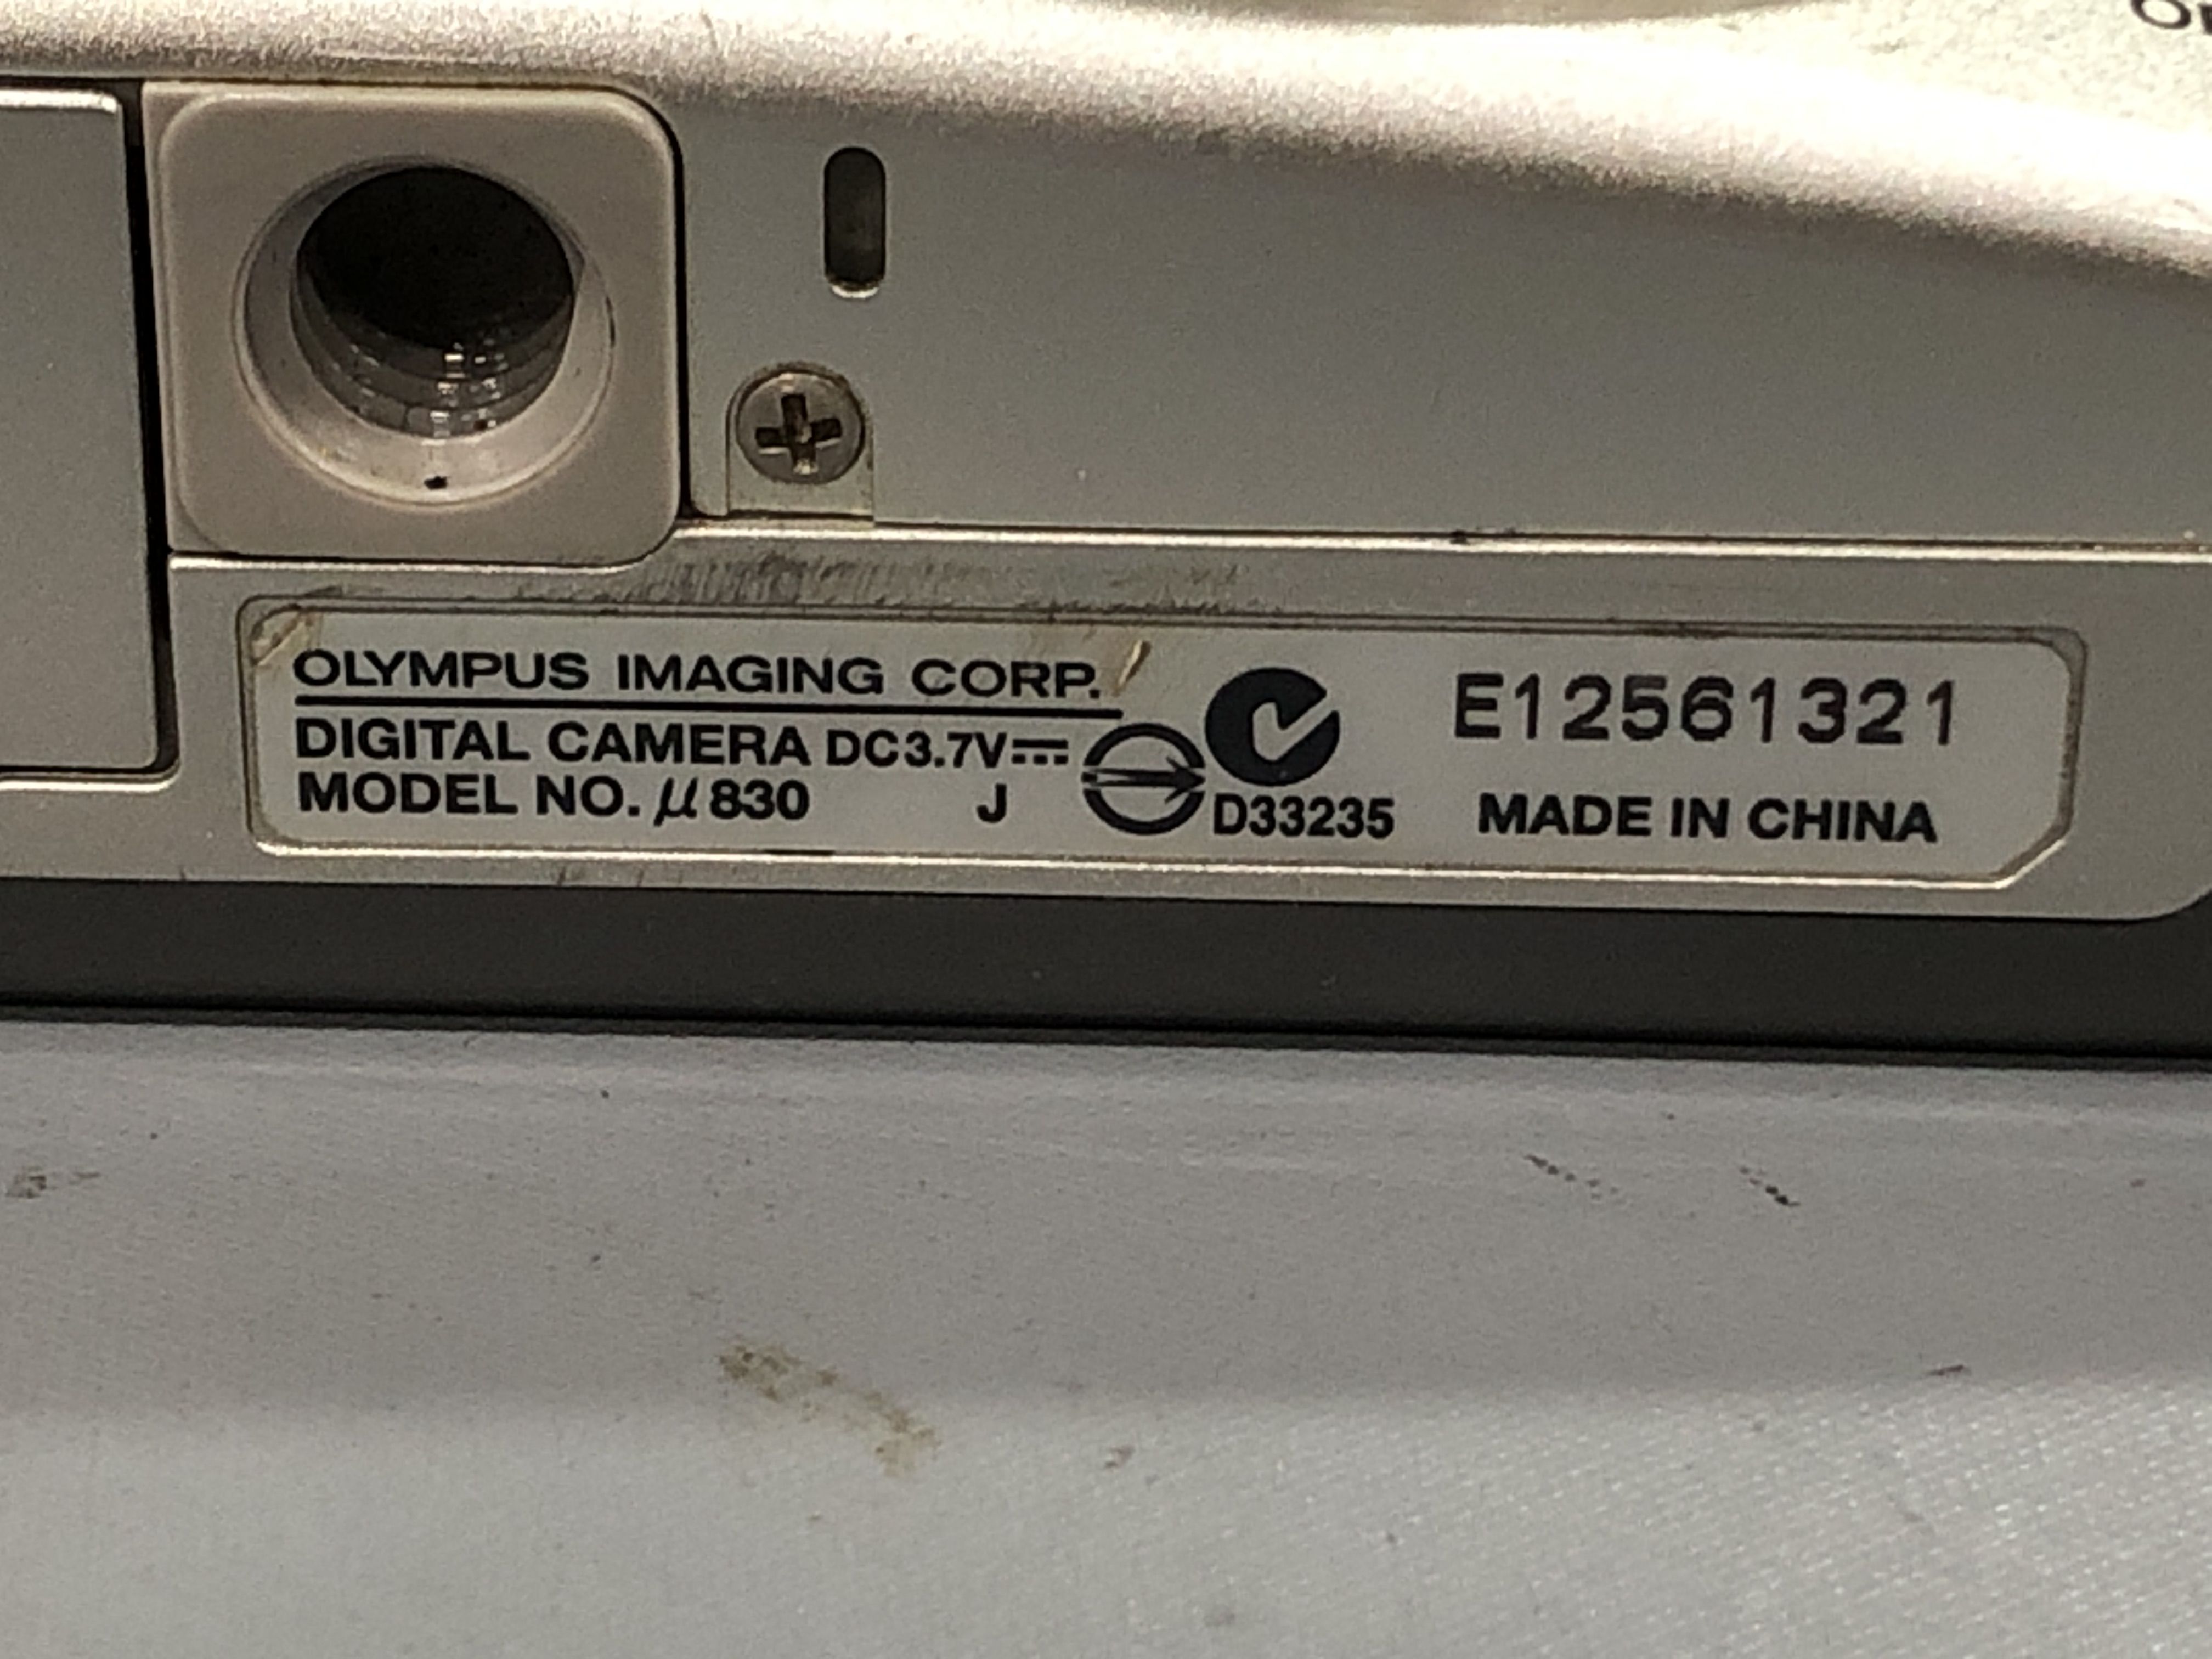 OLYMPUS IMAGING CORP.
DIGITAL CAMERA DC3.7V⎓
MODEL NO. μ830 J
D33235
E12561321
MADE IN CHINA